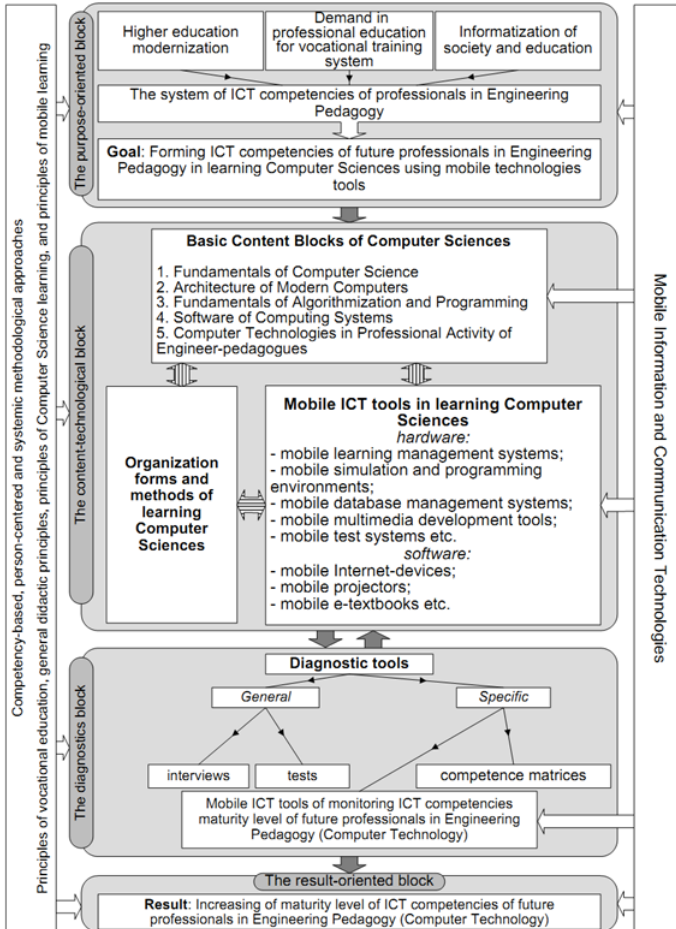 Competency-based, person-centered and systemic methodological approaches
Principles of vocational education, general didactic principles, principles of Computer Science learning, and principles of mobile learning
The purpose-oriented block
Higher education
modernization
Demand in
professional education
for vocational training
system
Informatization of
society and education
The system of ICT competencies of professionals in Engineering
Pedagogy
Goal: Forming ICT competencies of future professionals in Engineering
Pedagogy in learning Computer Sciences using mobile technologies
tools
The content-technological block
Basic Content Blocks of Computer Sciences
1. Fundamentals of Computer Science
2. Architecture of Modern Computers
3. Fundamentals of Algorithmization and Programming
4. Software of Computing Systems
5. Computer Technologies in Professional Activity of
Engineer-pedagogues
Organization
forms and
methods of
learning
Computer
Sciences
Mobile ICT tools in learning Computer
Sciences
hardware:
- mobile learning management systems;
- mobile simulation and programming
environments;
- mobile database management systems;
- mobile multimedia development tools;
- mobile test systems etc.
software:
- mobile Internet-devices;
- mobile projectors;
- mobile e-textbooks etc.
The diagnostics block
Diagnostic tools
General
Specific
interviews
tests
competence matrices
Mobile ICT tools of monitoring ICT competencies
maturity level of future professionals in Engineering
Pedagogy (Computer Technology)
The result-oriented block
Result: Increasing of maturity level of ICT competencies of future
professionals in Engineering Pedagogy (Computer Technology)
Mobile Information and Communication Technologies